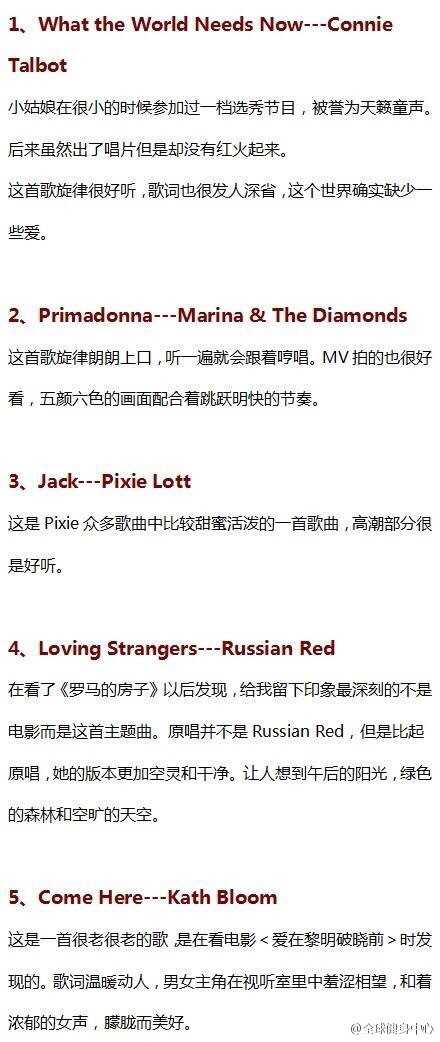 1、What the World Needs Now---Connie
Talbot
小姑娘在很小的时候参加过一档选秀节目，被誉为天籁童声。
后来虽然出了唱片但是却没有红火起来。
这首歌旋律很好听，歌词也很发人深省，这个世界确实缺少一
些爱。
2、Primadonna---Marina & The Diamonds
这首歌旋律朗朗上口，听一遍就会跟着哼唱。MV 拍的也很好
看，五颜六色的画面配合着跳跃明快的节奏。
3、Jack---Pixie Lott
这是 Pixie 众多歌曲中比较甜蜜活泼的一首歌曲，高潮部分很
是好听。
4、Loving Strangers---Russian Red
在看了《罗马的房子》以后发现，给我留下印象最深刻的不是
电影而是这首主题曲。原唱并不是 Russian Red，但是比起
原唱，她的版本更加空灵和干净。让人想到午后的阳光，绿色
的森林和空旷的天空。
5、Come Here---Kath Bloom
这是一首很老很老的歌，是在看电影＜爱在黎明破晓前＞时发
现的。歌词温暖动人，男女主角在视听室里中羞涩相望，和着
浓郁的女声，朦胧而美好。
@全球健身中心